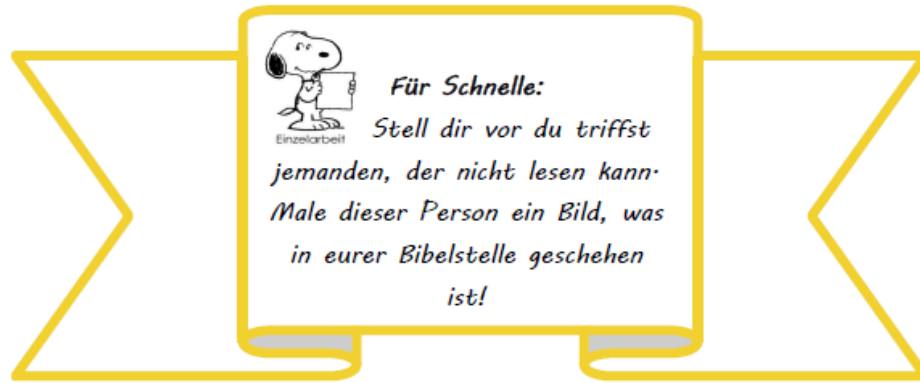 Für Schnelle:
Einzelarbeit
Stell dir vor du triffst
jemanden, der nicht lesen kann.
Male dieser Person ein Bild, was
in eurer Bibelstelle geschehen
ist!